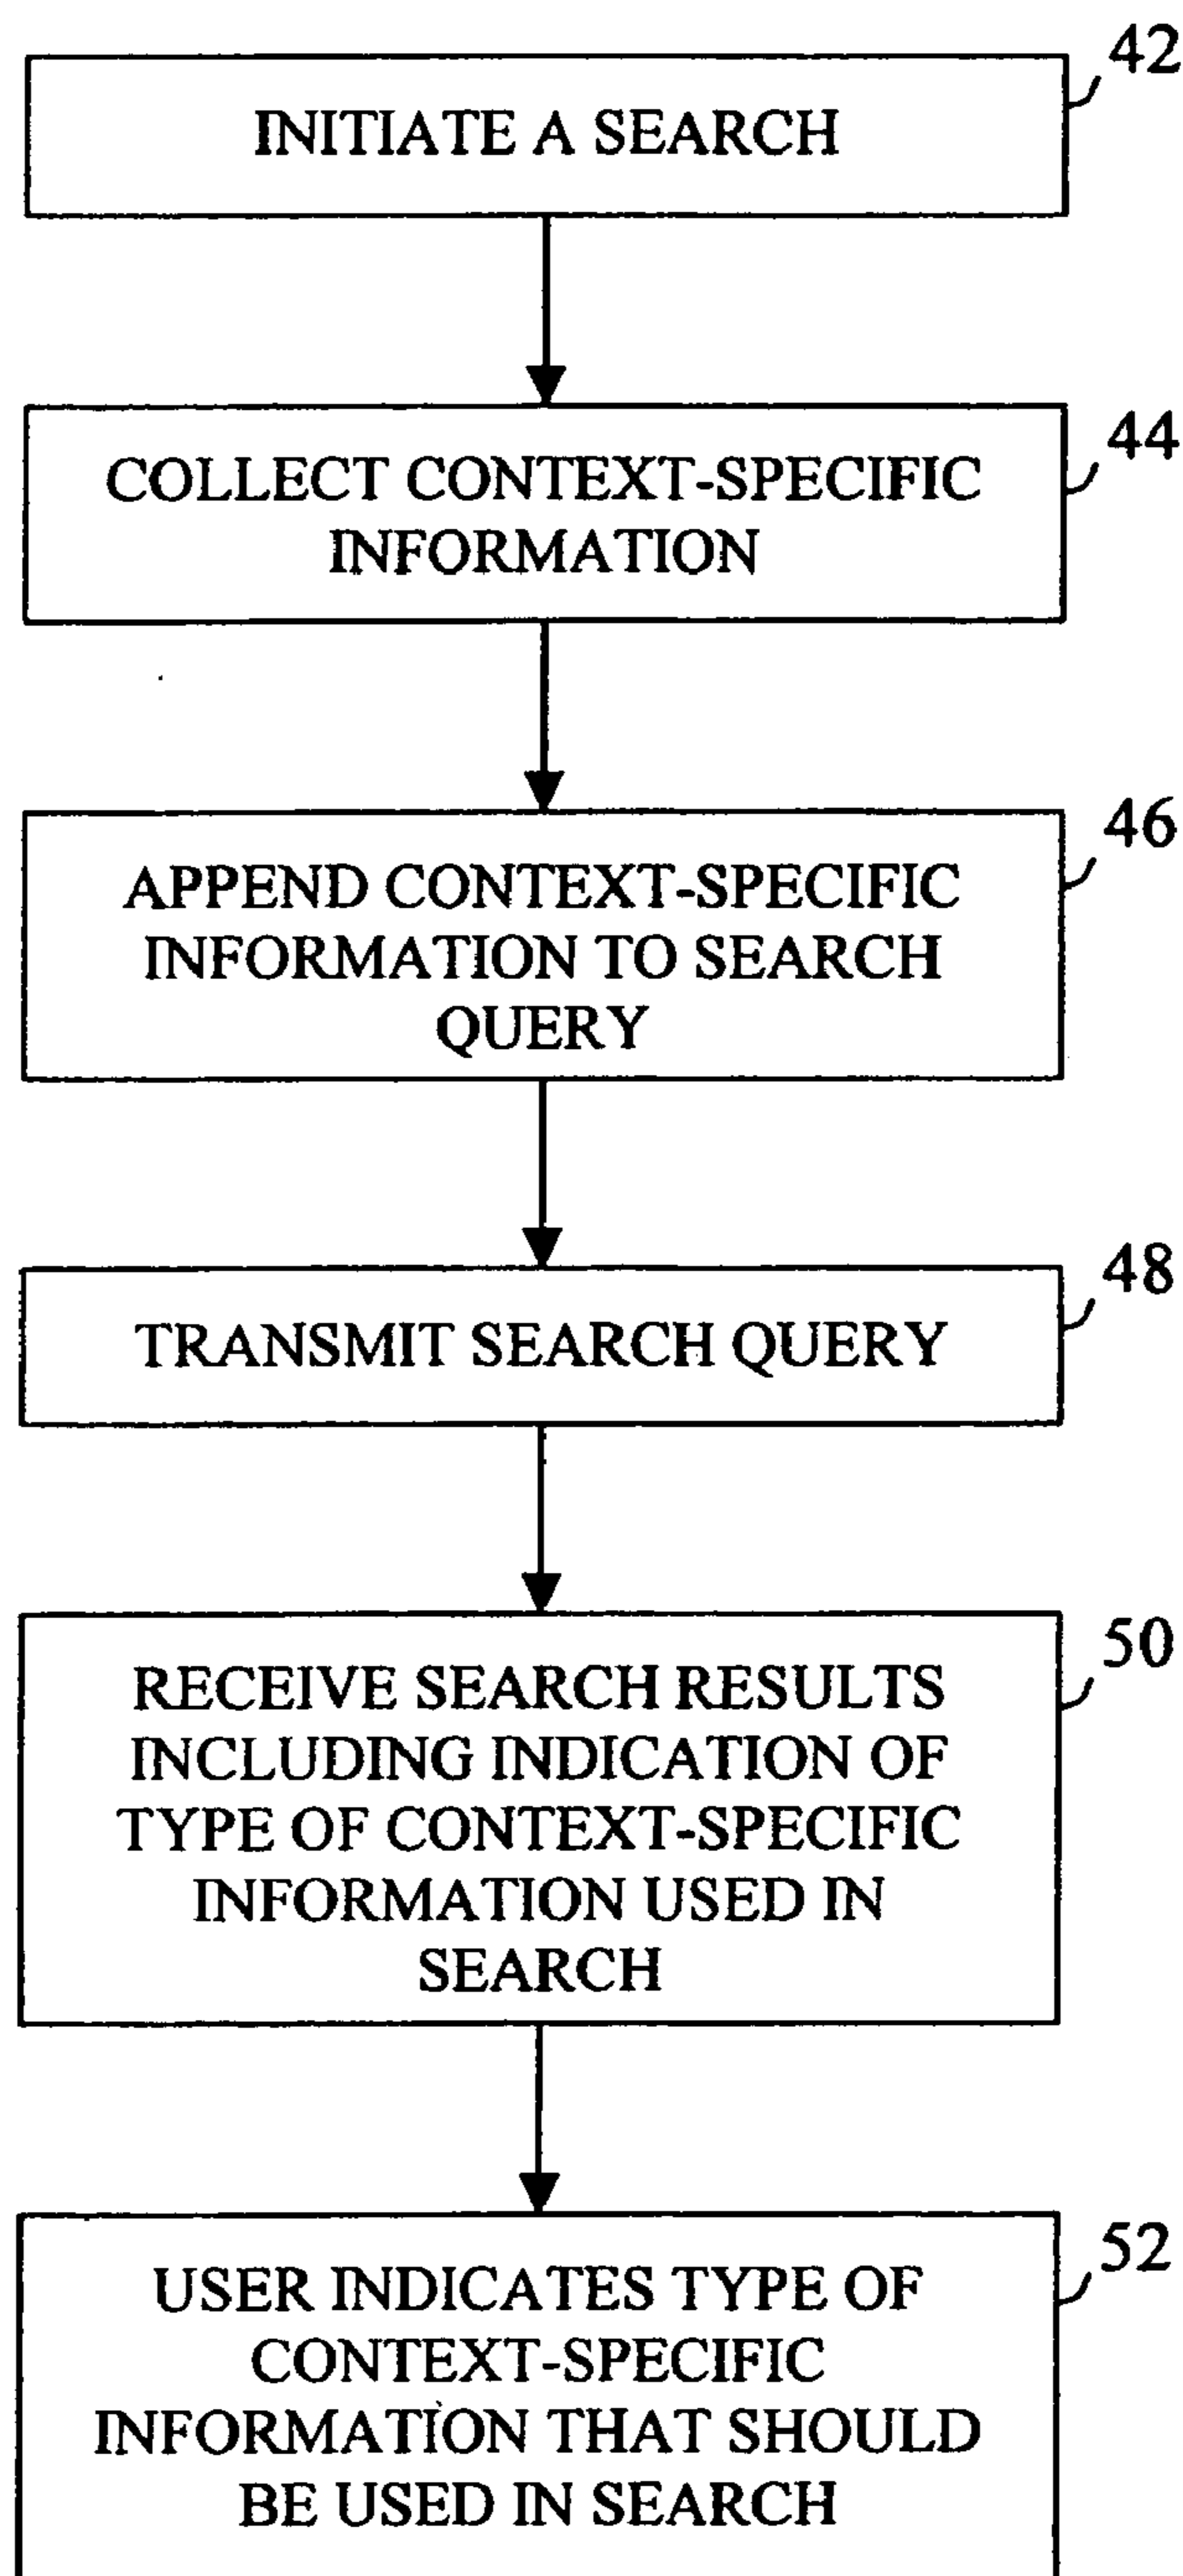 42
INITIATE A SEARCH
44
COLLECT CONTEXT-SPECIFIC
INFORMATION
46
APPEND CONTEXT-SPECIFIC
INFORMATION TO SEARCH
QUERY
48
TRANSMIT SEARCH QUERY
50
RECEIVE SEARCH RESULTS
INCLUDING INDICATION OF
TYPE OF CONTEXT-SPECIFIC
INFORMATION USED IN
SEARCH
52
USER INDICATES TYPE OF
CONTEXT-SPECIFIC
INFORMATION THAT SHOULD
BE USED IN SEARCH